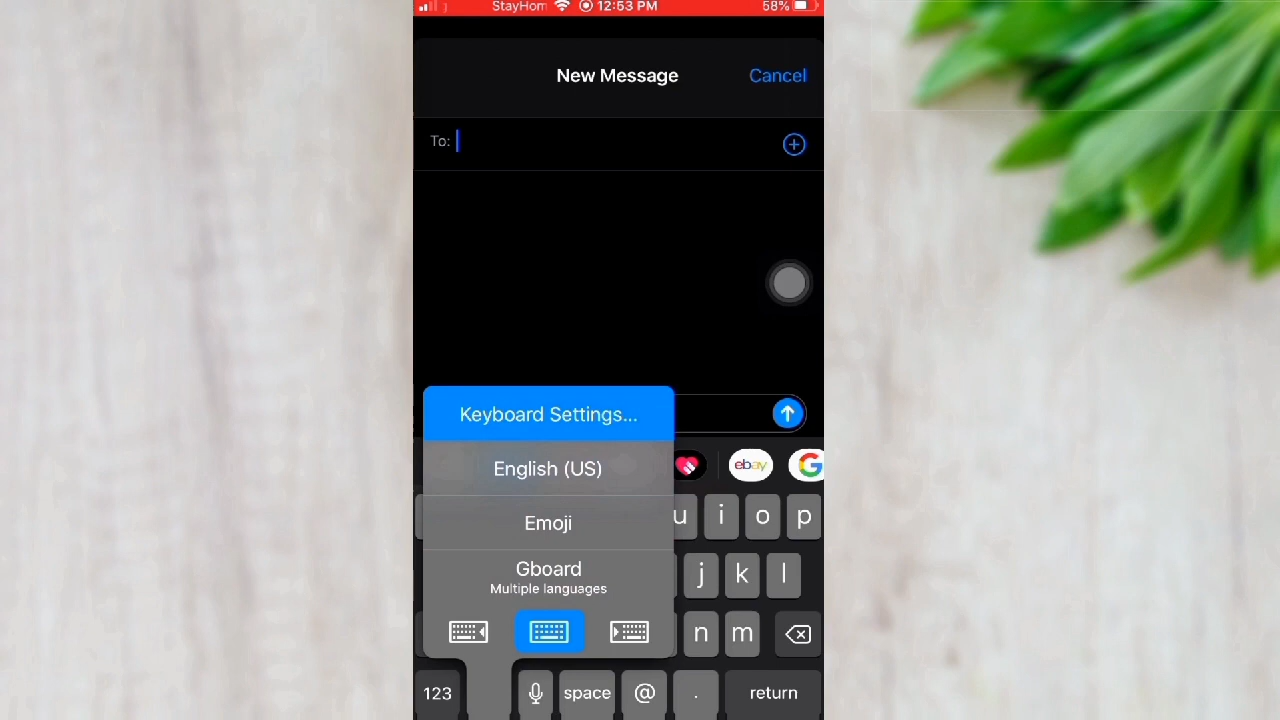 StayHom 12:53 PM 58%
New Message Cancel
To:
Keyboard Settings...
English (US)
ebay G
Emoji
u i o p
Gboard
Multiple languages
j k l
n m
123 space @ . return